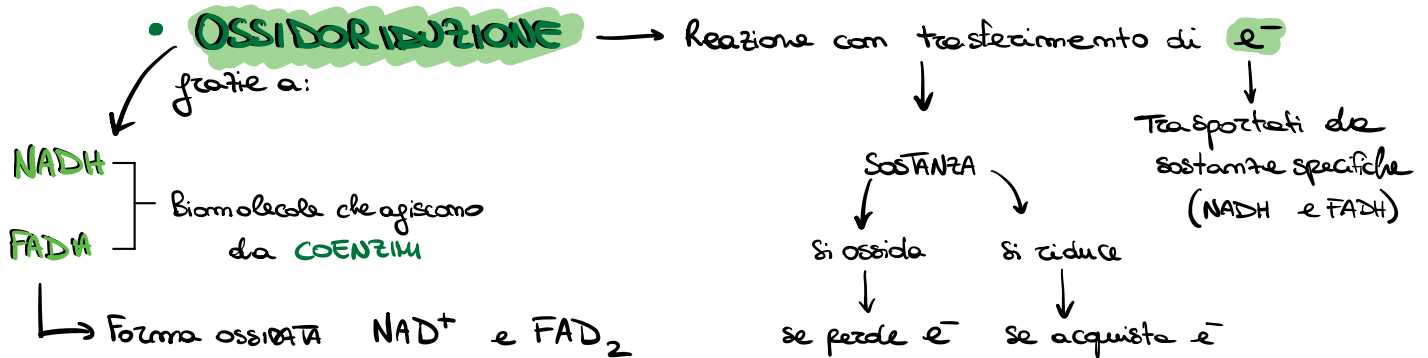 • OSSIDORIDUZIONE → Reazione con trasferimento di e⁻
grazie a:
NADH
FADH
Biomolecole che agiscono
da COENZIMI
Forma OSSIDATA NAD⁺ e FAD₂
SOSTANZA
si ossida
si riduce
se perde e⁻
se acquista e⁻
Trasportati da
sostanze specifiche
(NADH e FADH)